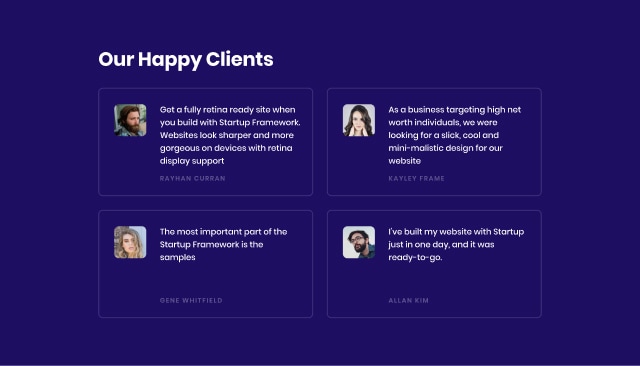 Our Happy Clients
Get a fully retina ready site when
you build with Startup Framework.
Websites look sharper and more
gorgeous on devices with retina
display support
RAYHAN CURRAN
As a business targeting high net
worth individuals, we were
looking for a slick, cool and
mini-malistic design for our
website
KAYLEY FRAME
The most important part of the
Startup Framework is the
samples
GENE WHITFIELD
I've built my website with Startup
just in one day, and it was
ready-to-go.
ALLAN KIM